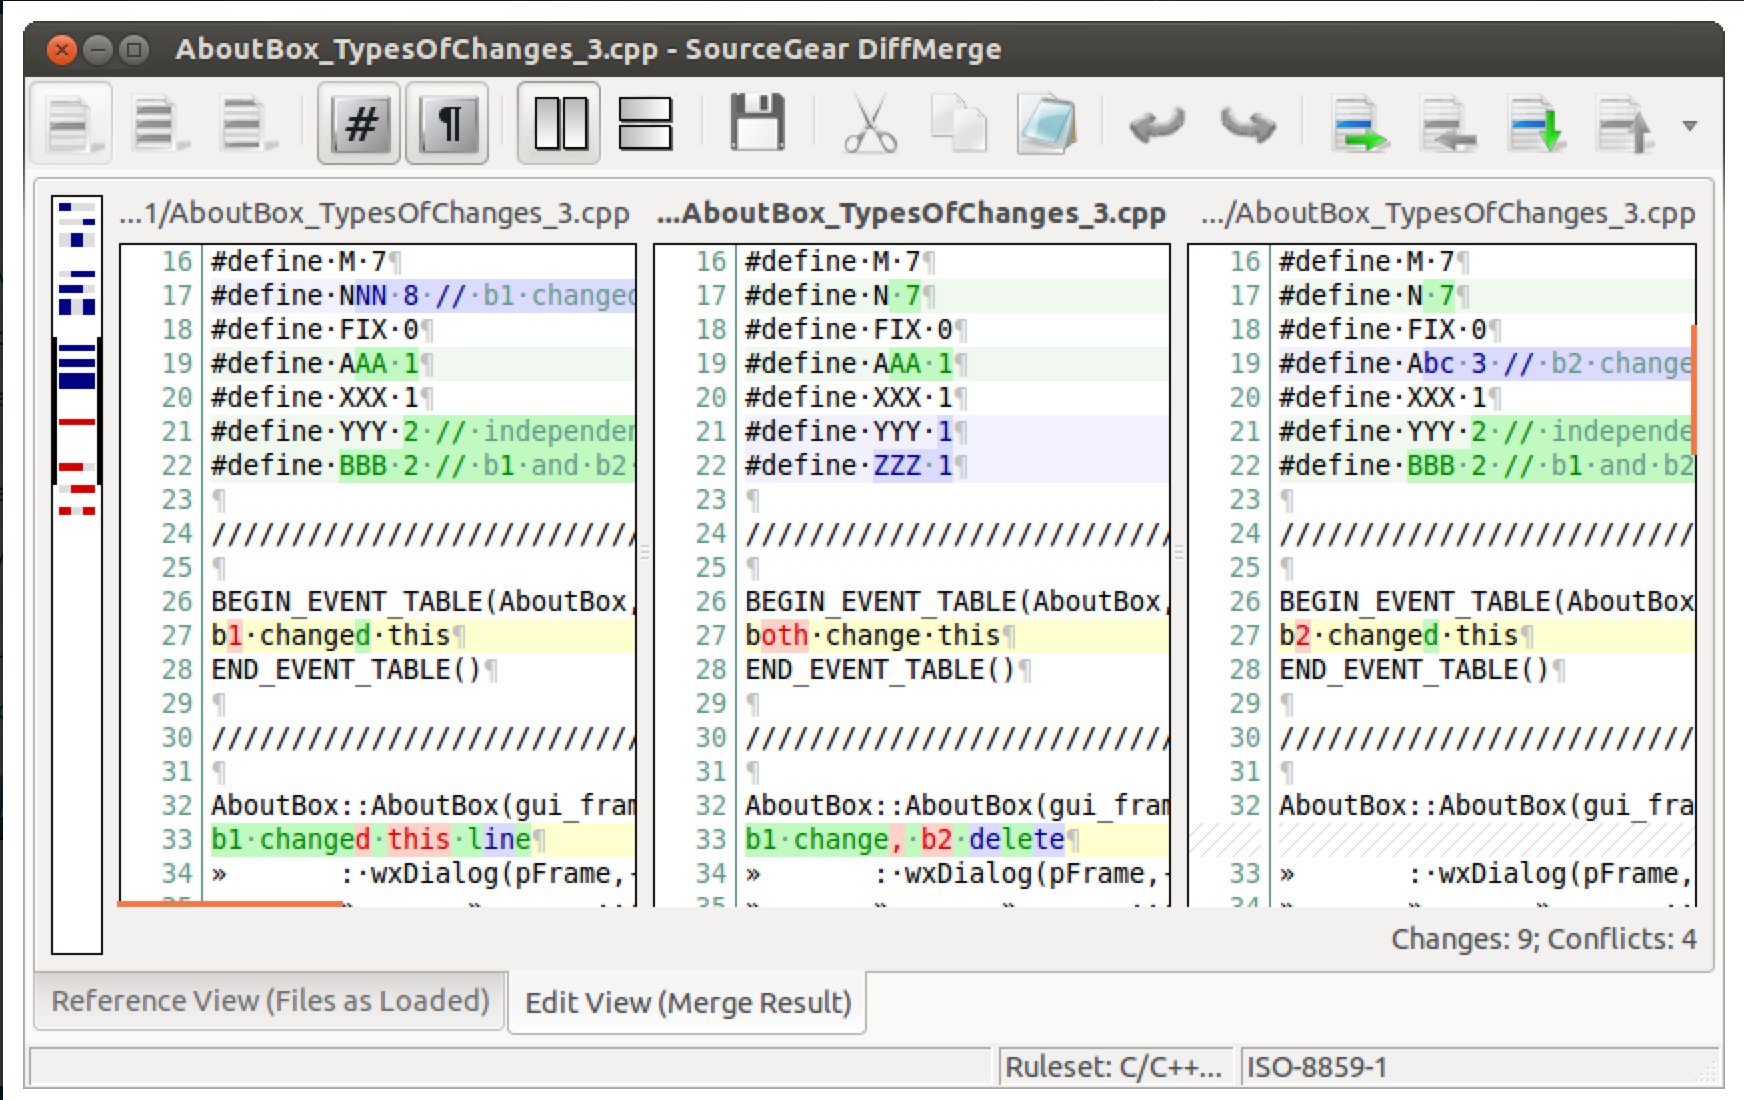 AboutBox_TypesOfChanges_3.cpp - SourceGear DiffMerge
# ¶
...1/AboutBox_TypesOfChanges_3.cpp
16 #define·M·7¶
17 #define·NNN·8·//·b1·changed
18 #define·FIX·0¶
19 #define·AAA·1¶
20 #define·XXX·1¶
21 #define·YYY·2·//·independen
22 #define·BBB·2·//·b1·and·b2·
23 ¶
24 ///////////////////////////
25 ¶
26 BEGIN_EVENT_TABLE(AboutBox,
27 b1·changed·this¶
28 END_EVENT_TABLE()¶
29 ¶
30 ///////////////////////////
31 ¶
32 AboutBox::AboutBox(gui_fram
33 b1·changed·this·line¶
34 » :·wxDialog(pFrame,
...AboutBox_TypesOfChanges_3.cpp
16 #define·M·7¶
17 #define·N·7¶
18 #define·FIX·0¶
19 #define·AAA·1¶
20 #define·XXX·1¶
21 #define·YYY·1¶
22 #define·ZZZ·1¶
23 ¶
24 ///////////////////////////
25 ¶
26 BEGIN_EVENT_TABLE(AboutBox,
27 both·change·this¶
28 END_EVENT_TABLE()¶
29 ¶
30 ///////////////////////////
31 ¶
32 AboutBox::AboutBox(gui_fram
33 b1·change,·b2·delete¶
34 » :·wxDialog(pFrame,
35 » » »
.../AboutBox_TypesOfChanges_3.cpp
16 #define·M·7¶
17 #define·N·7¶
18 #define·FIX·0¶
19 #define·Abc·3·//·b2·change
20 #define·XXX·1¶
21 #define·YYY·2·//·independe
22 #define·BBB·2·//·b1·and·b2
23 ¶
24 //////////////////////////
25 ¶
26 BEGIN_EVENT_TABLE(AboutBox
27 b2·changed·this¶
28 END_EVENT_TABLE()¶
29 ¶
30 //////////////////////////
31 ¶
32 AboutBox::AboutBox(gui_fra
33 » :·wxDialog(pFrame,
34 » » »
Changes: 9; Conflicts: 4
Reference View (Files as Loaded) Edit View (Merge Result)
Ruleset: C/C++... ISO-8859-1